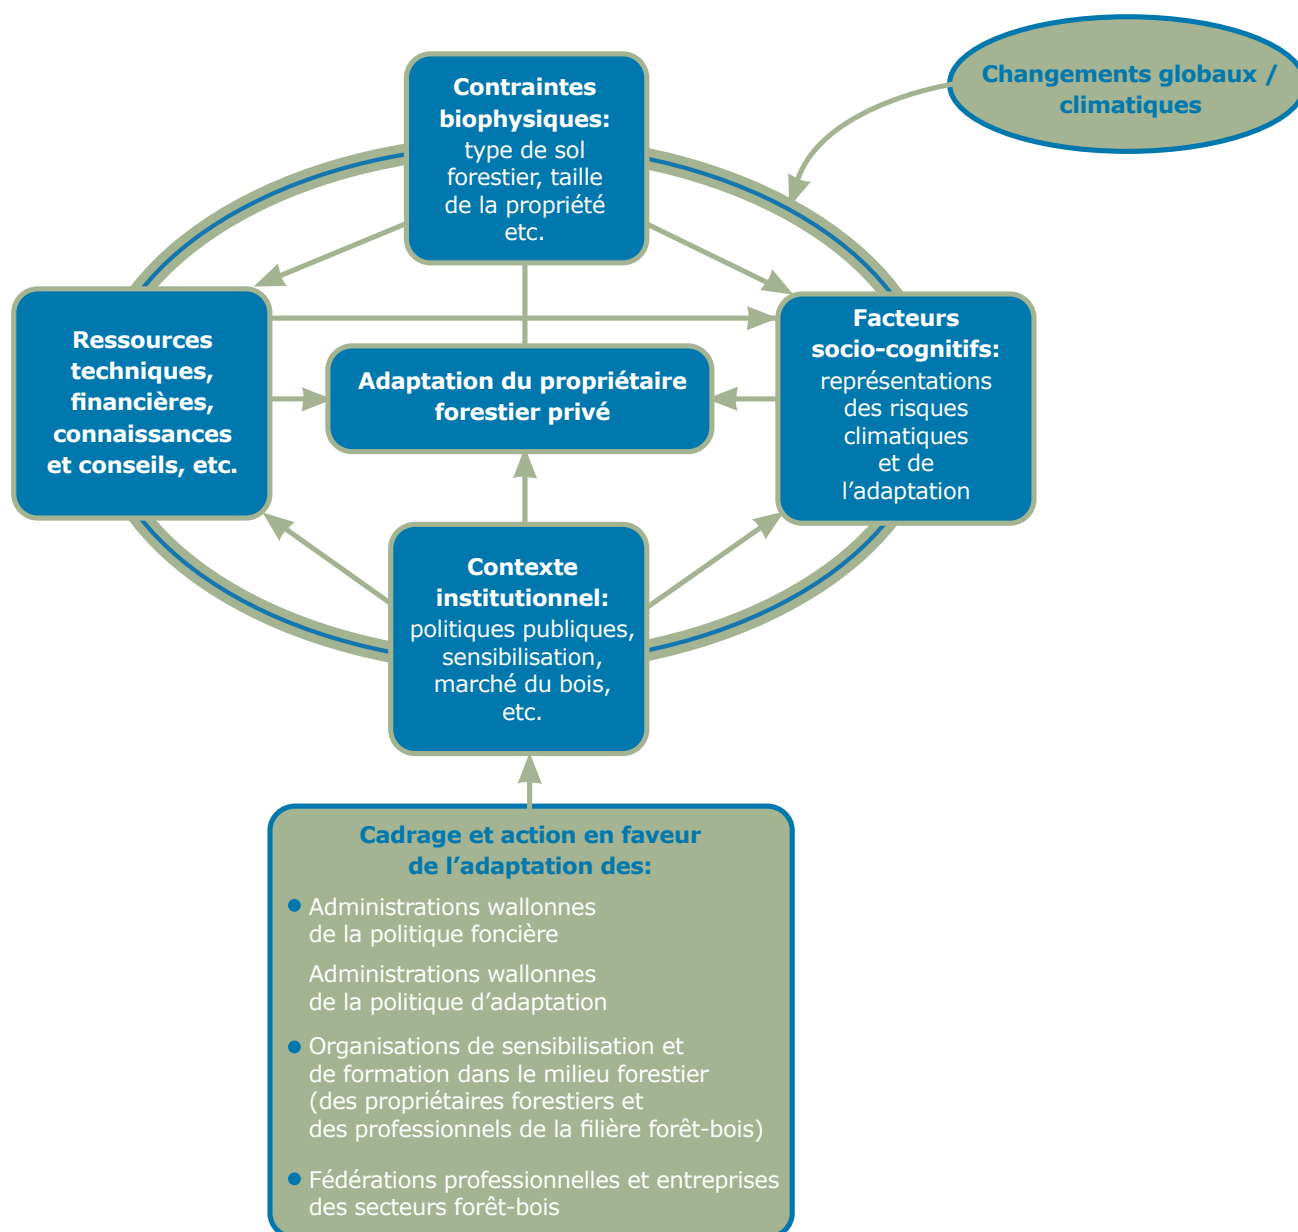 Changements globaux /
climatiques
Contraintes
biophysiques:
type de sol
forestier, taille
de la propriété
etc.
Ressources
techniques,
financières,
connaissances
et conseils, etc.
Adaptation du propriétaire
forestier privé
Facteurs
socio-cognitifs:
représentations
des risques
climatiques
et de
l’adaptation
Contexte
institutionnel:
politiques publiques,
sensibilisation,
marché du bois,
etc.
Cadrage et action en faveur
de l’adaptation des:
Administrations wallonnes
de la politique foncière
Administrations wallonnes
de la politique d’adaptation
Organisations de sensibilisation et
de formation dans le milieu forestier
(des propriétaires forestiers et
des professionnels de la filière forêt-bois)
Fédérations professionnelles et entreprises
des secteurs forêt-bois